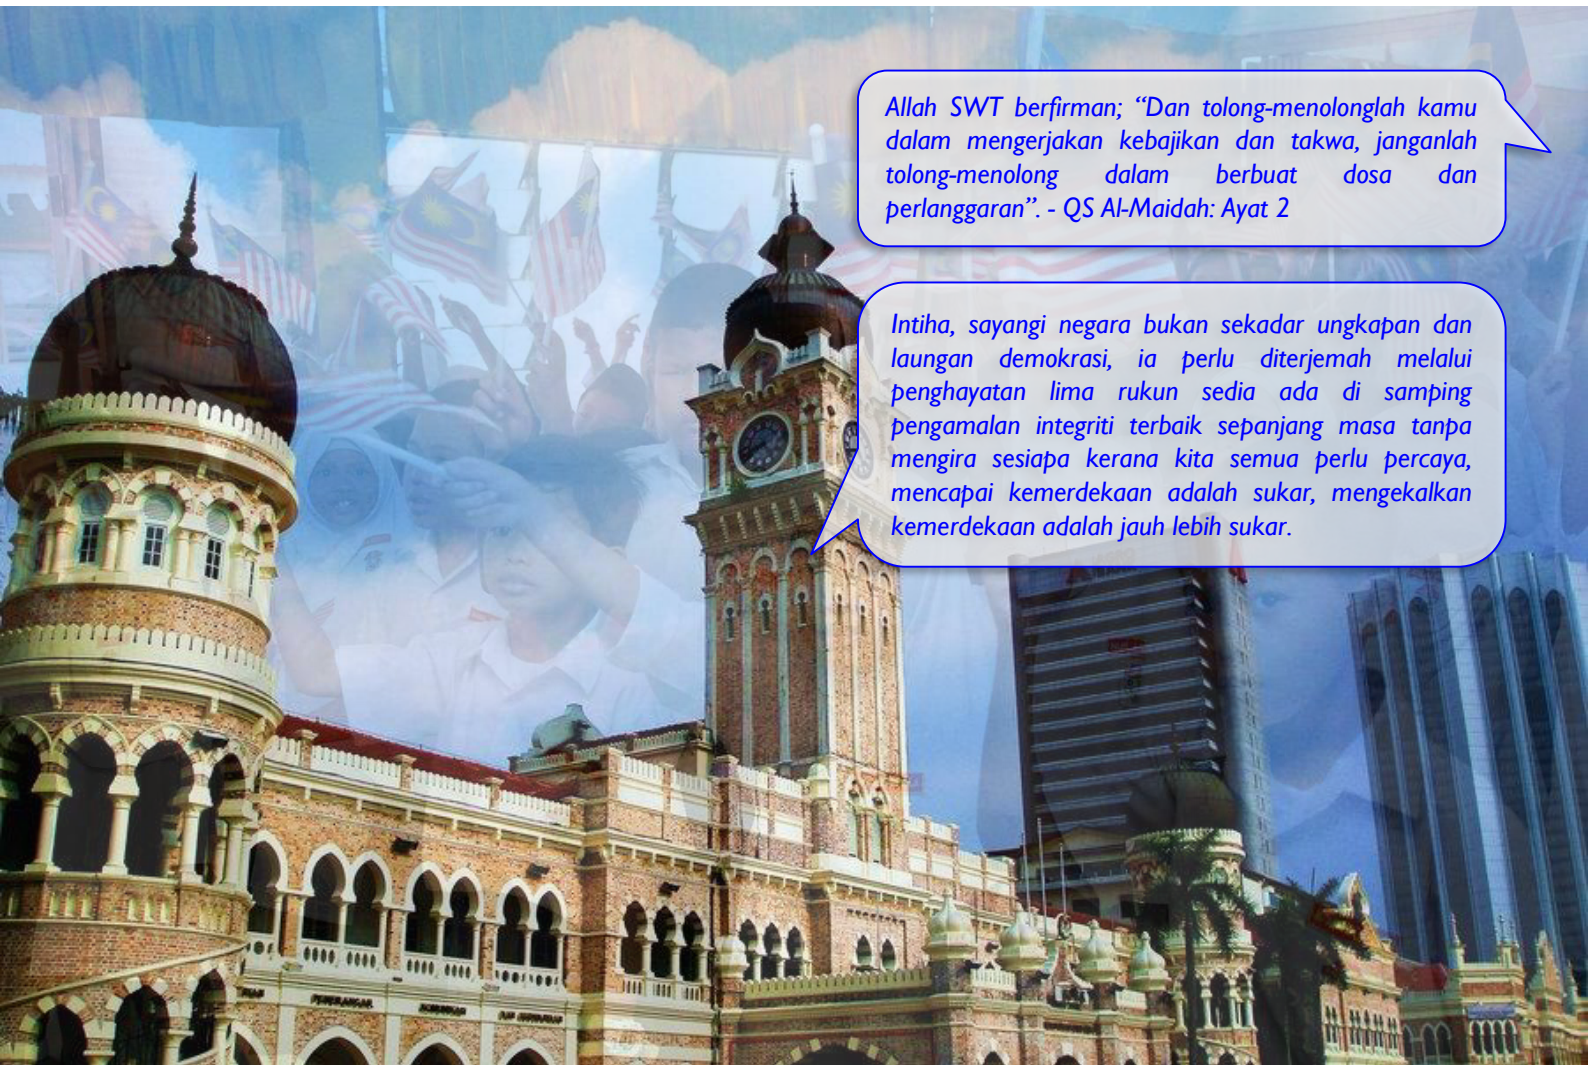 Allah SWT berfirman; “Dan tolong-menolonglah kamu
dalam mengerjakan kebajikan dan takwa, janganlah
tolong-menolong dalam berbuat dosa dan
perlanggaran”. - QS Al-Maidah: Ayat 2
Intiha, sayangi negara bukan sekadar ungkapan dan
laungan demokrasi, ia perlu diterjemah melalui
penghayatan lima rukun sedia ada di samping
pengamalan integriti terbaik sepanjang masa tanpa
mengira sesiapa kerana kita semua perlu percaya,
mencapai kemerdekaan adalah sukar, mengekalkan
kemerdekaan adalah jauh lebih sukar.
PENERANGAN